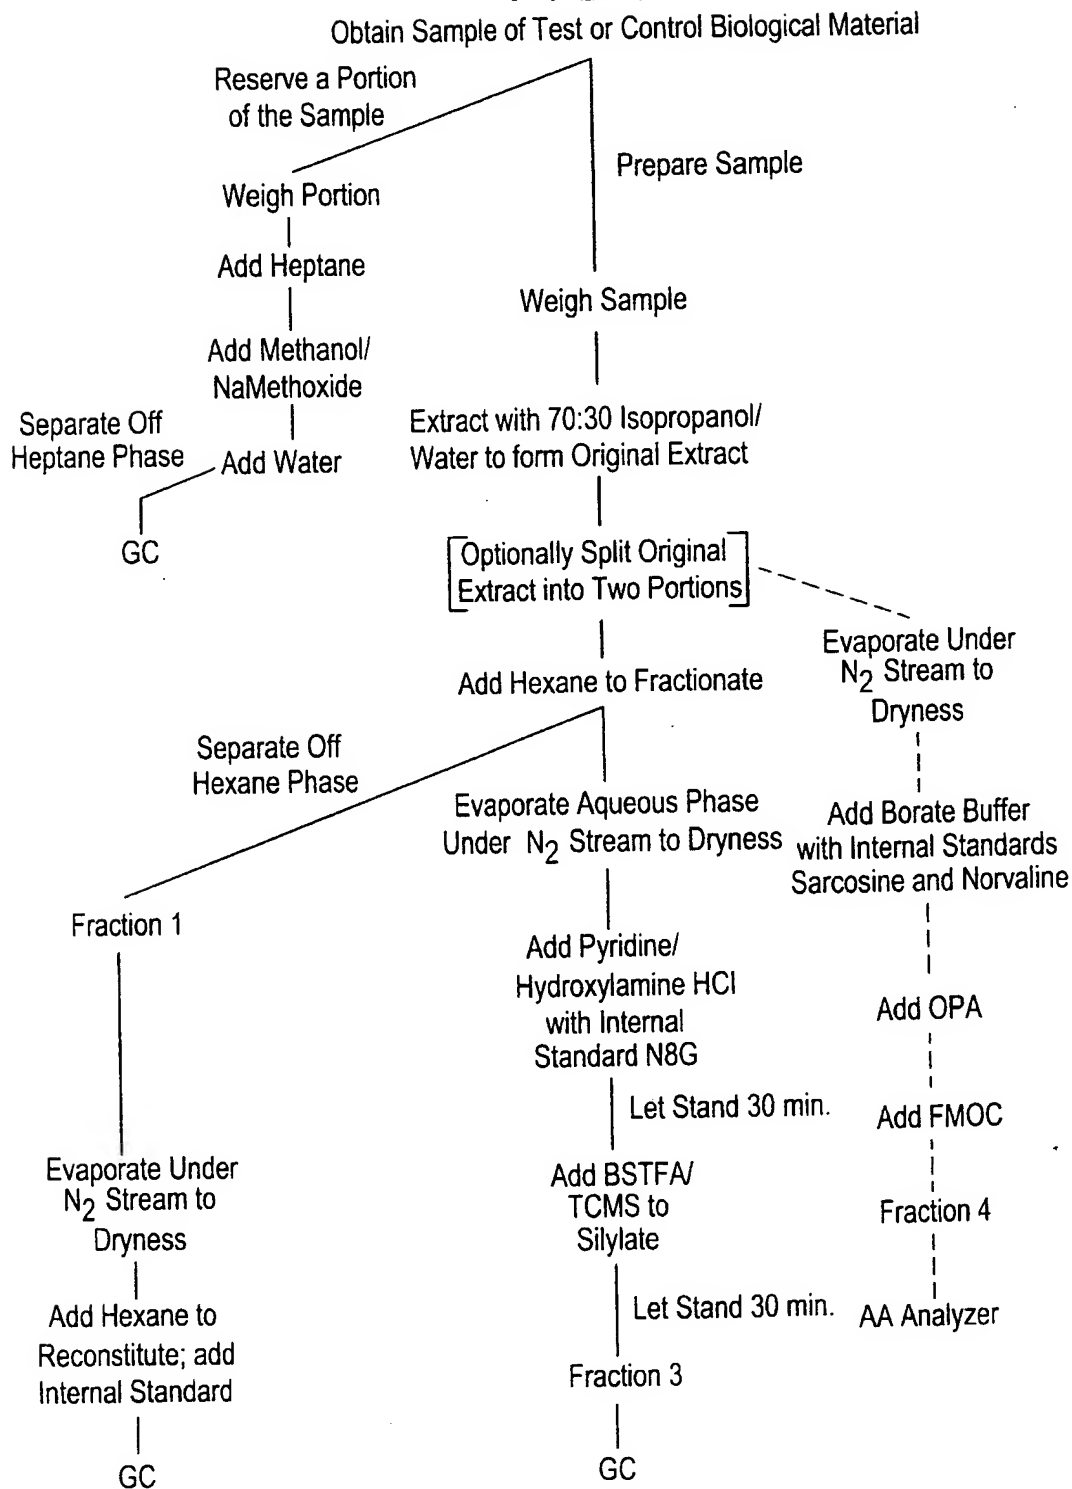 Obtain Sample of Test or Control Biological Material
Reserve a Portion
of the Sample
Prepare Sample
Weigh Portion
Add Heptane
Weigh Sample
Add Methanol/
NaMethoxide
Separate Off
Heptane Phase
Add Water
GC
Extract with 70:30 Isopropanol/
Water to form Original Extract
[Optionally Split Original
Extract into Two Portions]
Add Hexane to Fractionate
Evaporate Under
N2 Stream to
Dryness
Separate Off
Hexane Phase
Evaporate Aqueous Phase
Under N2 Stream to Dryness
Add Borate Buffer
with Internal Standards
Sarcosine and Norvaline
Fraction 1
Add Pyridine/
Hydroxylamine HCl
with Internal
Standard N8G
Add OPA
Let Stand 30 min.
Add FMOC
Evaporate Under
N2 Stream to
Dryness
Add BSTFA/
TCMS to
Silylate
Fraction 4
Add Hexane to
Reconstitute; add
Internal Standard
Let Stand 30 min.
AA Analyzer
Fraction 3
GC
GC